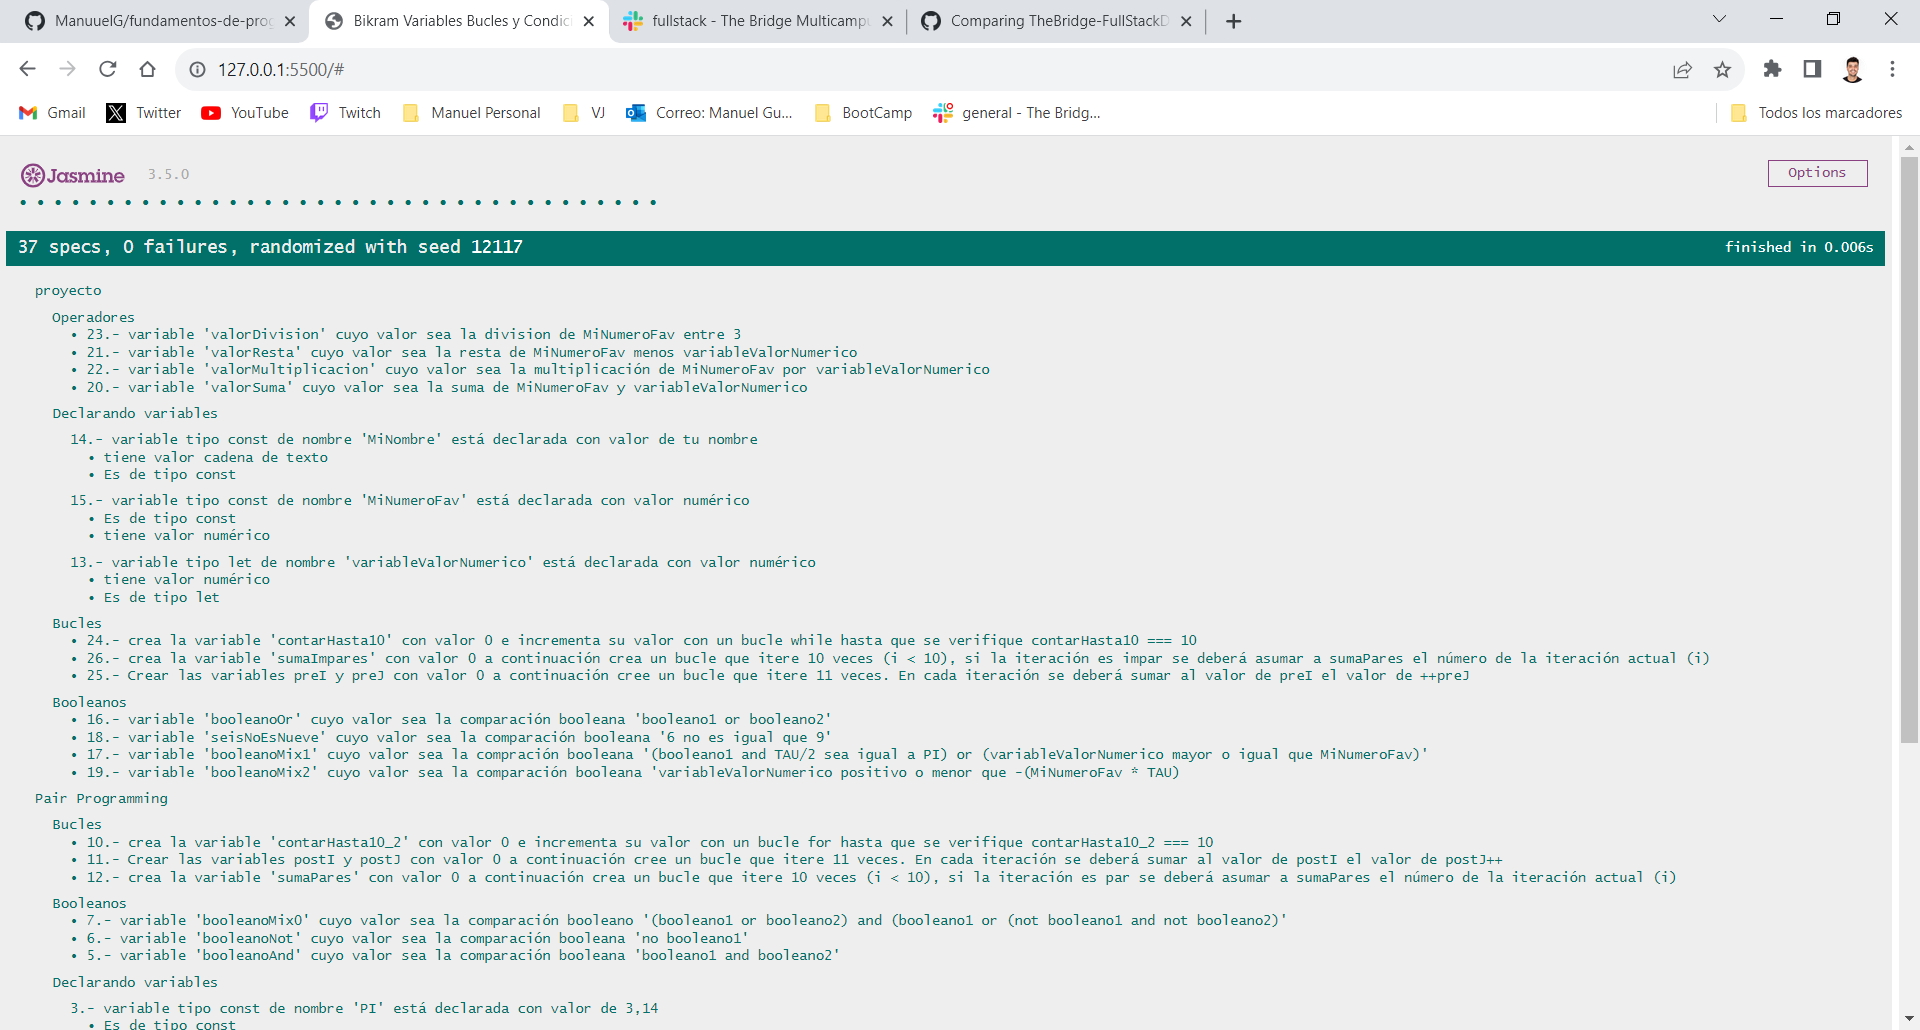 ManuuelG/fundamentos-de-prog
Bikram Variables Bucles y Condic
fullstack - The Bridge Multicampu
Comparing TheBridge-FullStackD
127.0.0.1:5500/#
Gmail
Twitter
YouTube
Twitch
Manuel Personal
VJ
Correo: Manuel Gu...
BootCamp
general - The Bridg...
Todos los marcadores
Jasmine 3.5.0
Options
37 specs, 0 failures, randomized with seed 12117
finished in 0.006s
proyecto
Operadores
• 23.- variable 'valorDivision' cuyo valor sea la division de MiNumeroFav entre 3
• 21.- variable 'valorResta' cuyo valor sea la resta de MiNumeroFav menos variableValorNumerico
• 22.- variable 'valorMultiplicacion' cuyo valor sea la multiplicación de MiNumeroFav por variableValorNumerico
• 20.- variable 'valorSuma' cuyo valor sea la suma de MiNumeroFav y variableValorNumerico
Declarando variables
14.- variable tipo const de nombre 'MiNombre' está declarada con valor de tu nombre
• tiene valor cadena de texto
• Es de tipo const
15.- variable tipo const de nombre 'MiNumeroFav' está declarada con valor numérico
• Es de tipo const
• tiene valor numérico
13.- variable tipo let de nombre 'variableValorNumerico' está declarada con valor numérico
• tiene valor numérico
• Es de tipo let
Bucles
• 24.- crea la variable 'contarHasta10' con valor 0 e incrementa su valor con un bucle while hasta que se verifique contarHasta10 === 10
• 26.- crea la variable 'sumaImpares' con valor 0 a continuación crea un bucle que itere 10 veces (i < 10), si la iteración es impar se deberá asumar a sumaPares el número de la iteración actual (i)
• 25.- Crear las variables preI y preJ con valor 0 a continuación cree un bucle que itere 11 veces. En cada iteración se deberá sumar al valor de preI el valor de ++preJ
Booleanos
• 16.- variable 'booleanoOr' cuyo valor sea la comparación booleana 'booleano1 or booleano2'
• 18.- variable 'seisNoEsNueve' cuyo valor sea la comparación booleana '6 no es igual que 9'
• 17.- variable 'booleanoMix1' cuyo valor sea la compración booleana '(booleano1 and TAU/2 sea igual a PI) or (variableValorNumerico mayor o igual que MiNumeroFav)'
• 19.- variable 'booleanoMix2' cuyo valor sea la comparación booleana 'variableValorNumerico positivo o menor que -(MiNumeroFav * TAU)
Pair Programming
Bucles
• 10.- crea la variable 'contarHasta10_2' con valor 0 e incrementa su valor con un bucle for hasta que se verifique contarHasta10_2 === 10
• 11.- Crear las variables postI y postJ con valor 0 a continuación cree un bucle que itere 11 veces. En cada iteración se deberá sumar al valor de postI el valor de postJ++
• 12.- crea la variable 'sumaPares' con valor 0 a continuación crea un bucle que itere 10 veces (i < 10), si la iteración es par se deberá asumar a sumaPares el número de la iteración actual (i)
Booleanos
• 7.- variable 'booleanoMix0' cuyo valor sea la comparación booleano '(booleano1 or booleano2) and (booleano1 or (not booleano1 and not booleano2)'
• 6.- variable 'booleanoNot' cuyo valor sea la comparación booleana 'no booleano1'
• 5.- variable 'booleanoAnd' cuyo valor sea la comparación booleana 'booleano1 and booleano2'
Declarando variables
3.- variable tipo const de nombre 'PI' está declarada con valor de 3,14
• Es de tipo const